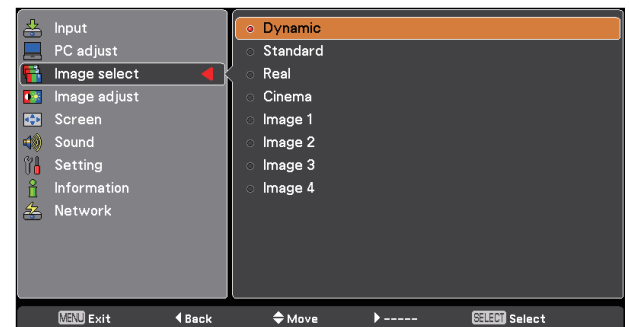 Input
PC adjust
Image select
Image adjust
Screen
Sound
Setting
Information
Network
Dynamic
Standard
Real
Cinema
Image 1
Image 2
Image 3
Image 4
MENU Exit Back Move ----- SELECT Select